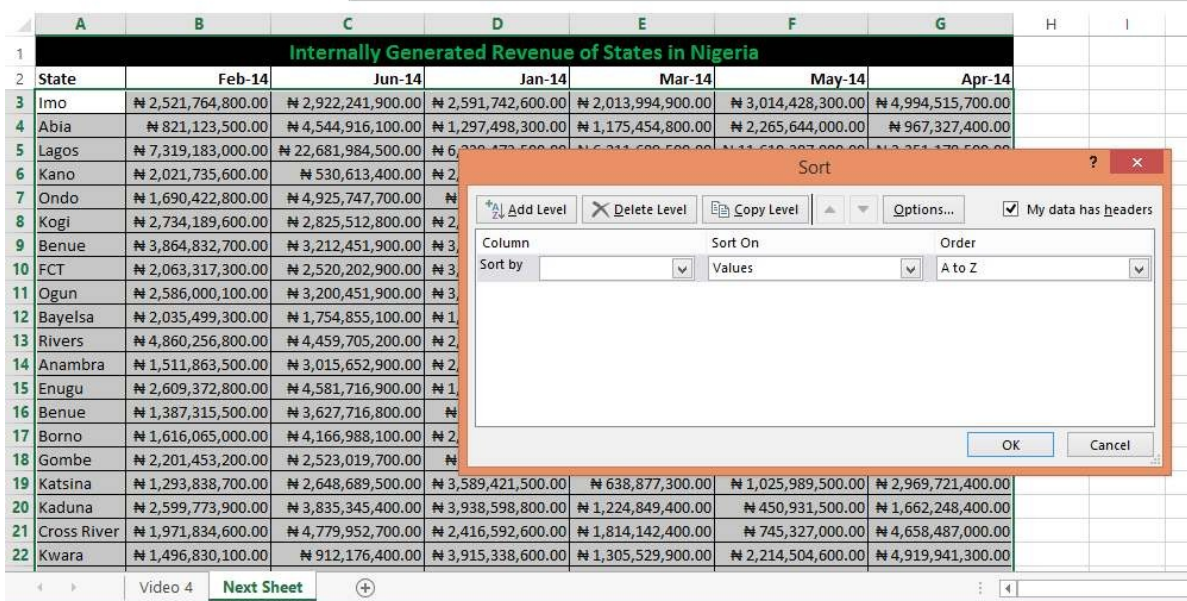 A B C D E F G H I
1 Internally Generated Revenue of States in Nigeria
2 State Feb-14 Jun-14 Jan-14 Mar-14 May-14 Apr-14
3 Imo ₦ 2,521,764,800.00 ₦ 2,922,241,900.00 ₦ 2,591,742,600.00 ₦ 2,013,994,900.00 ₦ 3,014,428,300.00 ₦ 4,994,515,700.00
4 Abia ₦ 821,123,500.00 ₦ 4,544,916,100.00 ₦ 1,297,498,300.00 ₦ 1,175,454,800.00 ₦ 2,265,644,000.00 ₦ 967,327,400.00
5 Lagos ₦ 7,319,183,000.00 ₦ 22,681,984,500.00
6 Kano ₦ 2,021,735,600.00 ₦ 530,613,400.00 ₦ 2,
7 Ondo ₦ 1,690,422,800.00 ₦ 4,925,747,700.00 ₦
8 Kogi ₦ 2,734,189,600.00 ₦ 2,825,512,800.00 ₦ 2,
9 Benue ₦ 3,864,832,700.00 ₦ 3,212,451,900.00 ₦ 3,
10 FCT ₦ 2,063,317,300.00 ₦ 2,520,202,900.00 ₦ 3,
11 Ogun ₦ 2,586,000,100.00 ₦ 3,200,451,900.00 ₦ 3,
12 Bayelsa ₦ 2,035,499,300.00 ₦ 1,754,855,100.00 ₦ 1,
13 Rivers ₦ 4,860,256,800.00 ₦ 4,459,705,200.00 ₦ 2,
14 Anambra ₦ 1,511,863,500.00 ₦ 3,015,652,900.00 ₦ 2,
15 Enugu ₦ 2,609,372,800.00 ₦ 4,581,716,900.00 ₦ 1,
16 Benue ₦ 1,387,315,500.00 ₦ 3,627,716,800.00 ₦
17 Borno ₦ 1,616,065,000.00 ₦ 4,166,988,100.00 ₦ 2,
18 Gombe ₦ 2,201,453,200.00 ₦ 2,523,019,700.00 ₦
19 Katsina ₦ 1,293,838,700.00 ₦ 2,648,689,500.00 ₦ 3,589,421,500.00 ₦ 638,877,300.00 ₦ 1,025,989,500.00 ₦ 2,969,721,400.00
20 Kaduna ₦ 2,599,773,900.00 ₦ 3,835,345,400.00 ₦ 3,938,598,800.00 ₦ 1,224,849,400.00 ₦ 450,931,500.00 ₦ 1,662,248,400.00
21 Cross River ₦ 1,971,834,600.00 ₦ 4,779,952,700.00 ₦ 2,416,592,600.00 ₦ 1,814,142,400.00 ₦ 745,327,000.00 ₦ 4,658,487,000.00
22 Kwara ₦ 1,496,830,100.00 ₦ 912,176,400.00 ₦ 3,915,338,600.00 ₦ 1,305,529,900.00 ₦ 2,214,504,600.00 ₦ 4,919,941,300.00
Sort ?
Add Level Delete Level Copy Level Options... My data has headers
Column Sort On Order
Sort by Values A to Z
OK Cancel
Video 4 Next Sheet